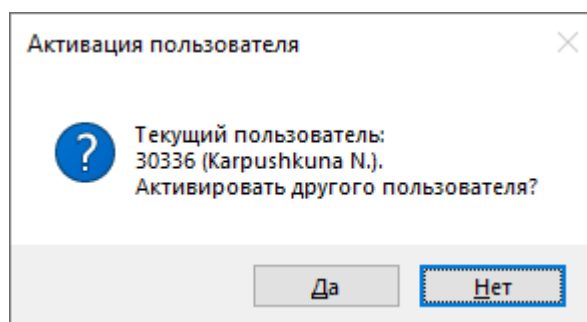 Активация пользователя
?
Текущий пользователь:
30336 (Karpushkuna N.).
Активировать другого пользователя?
Да
Нет